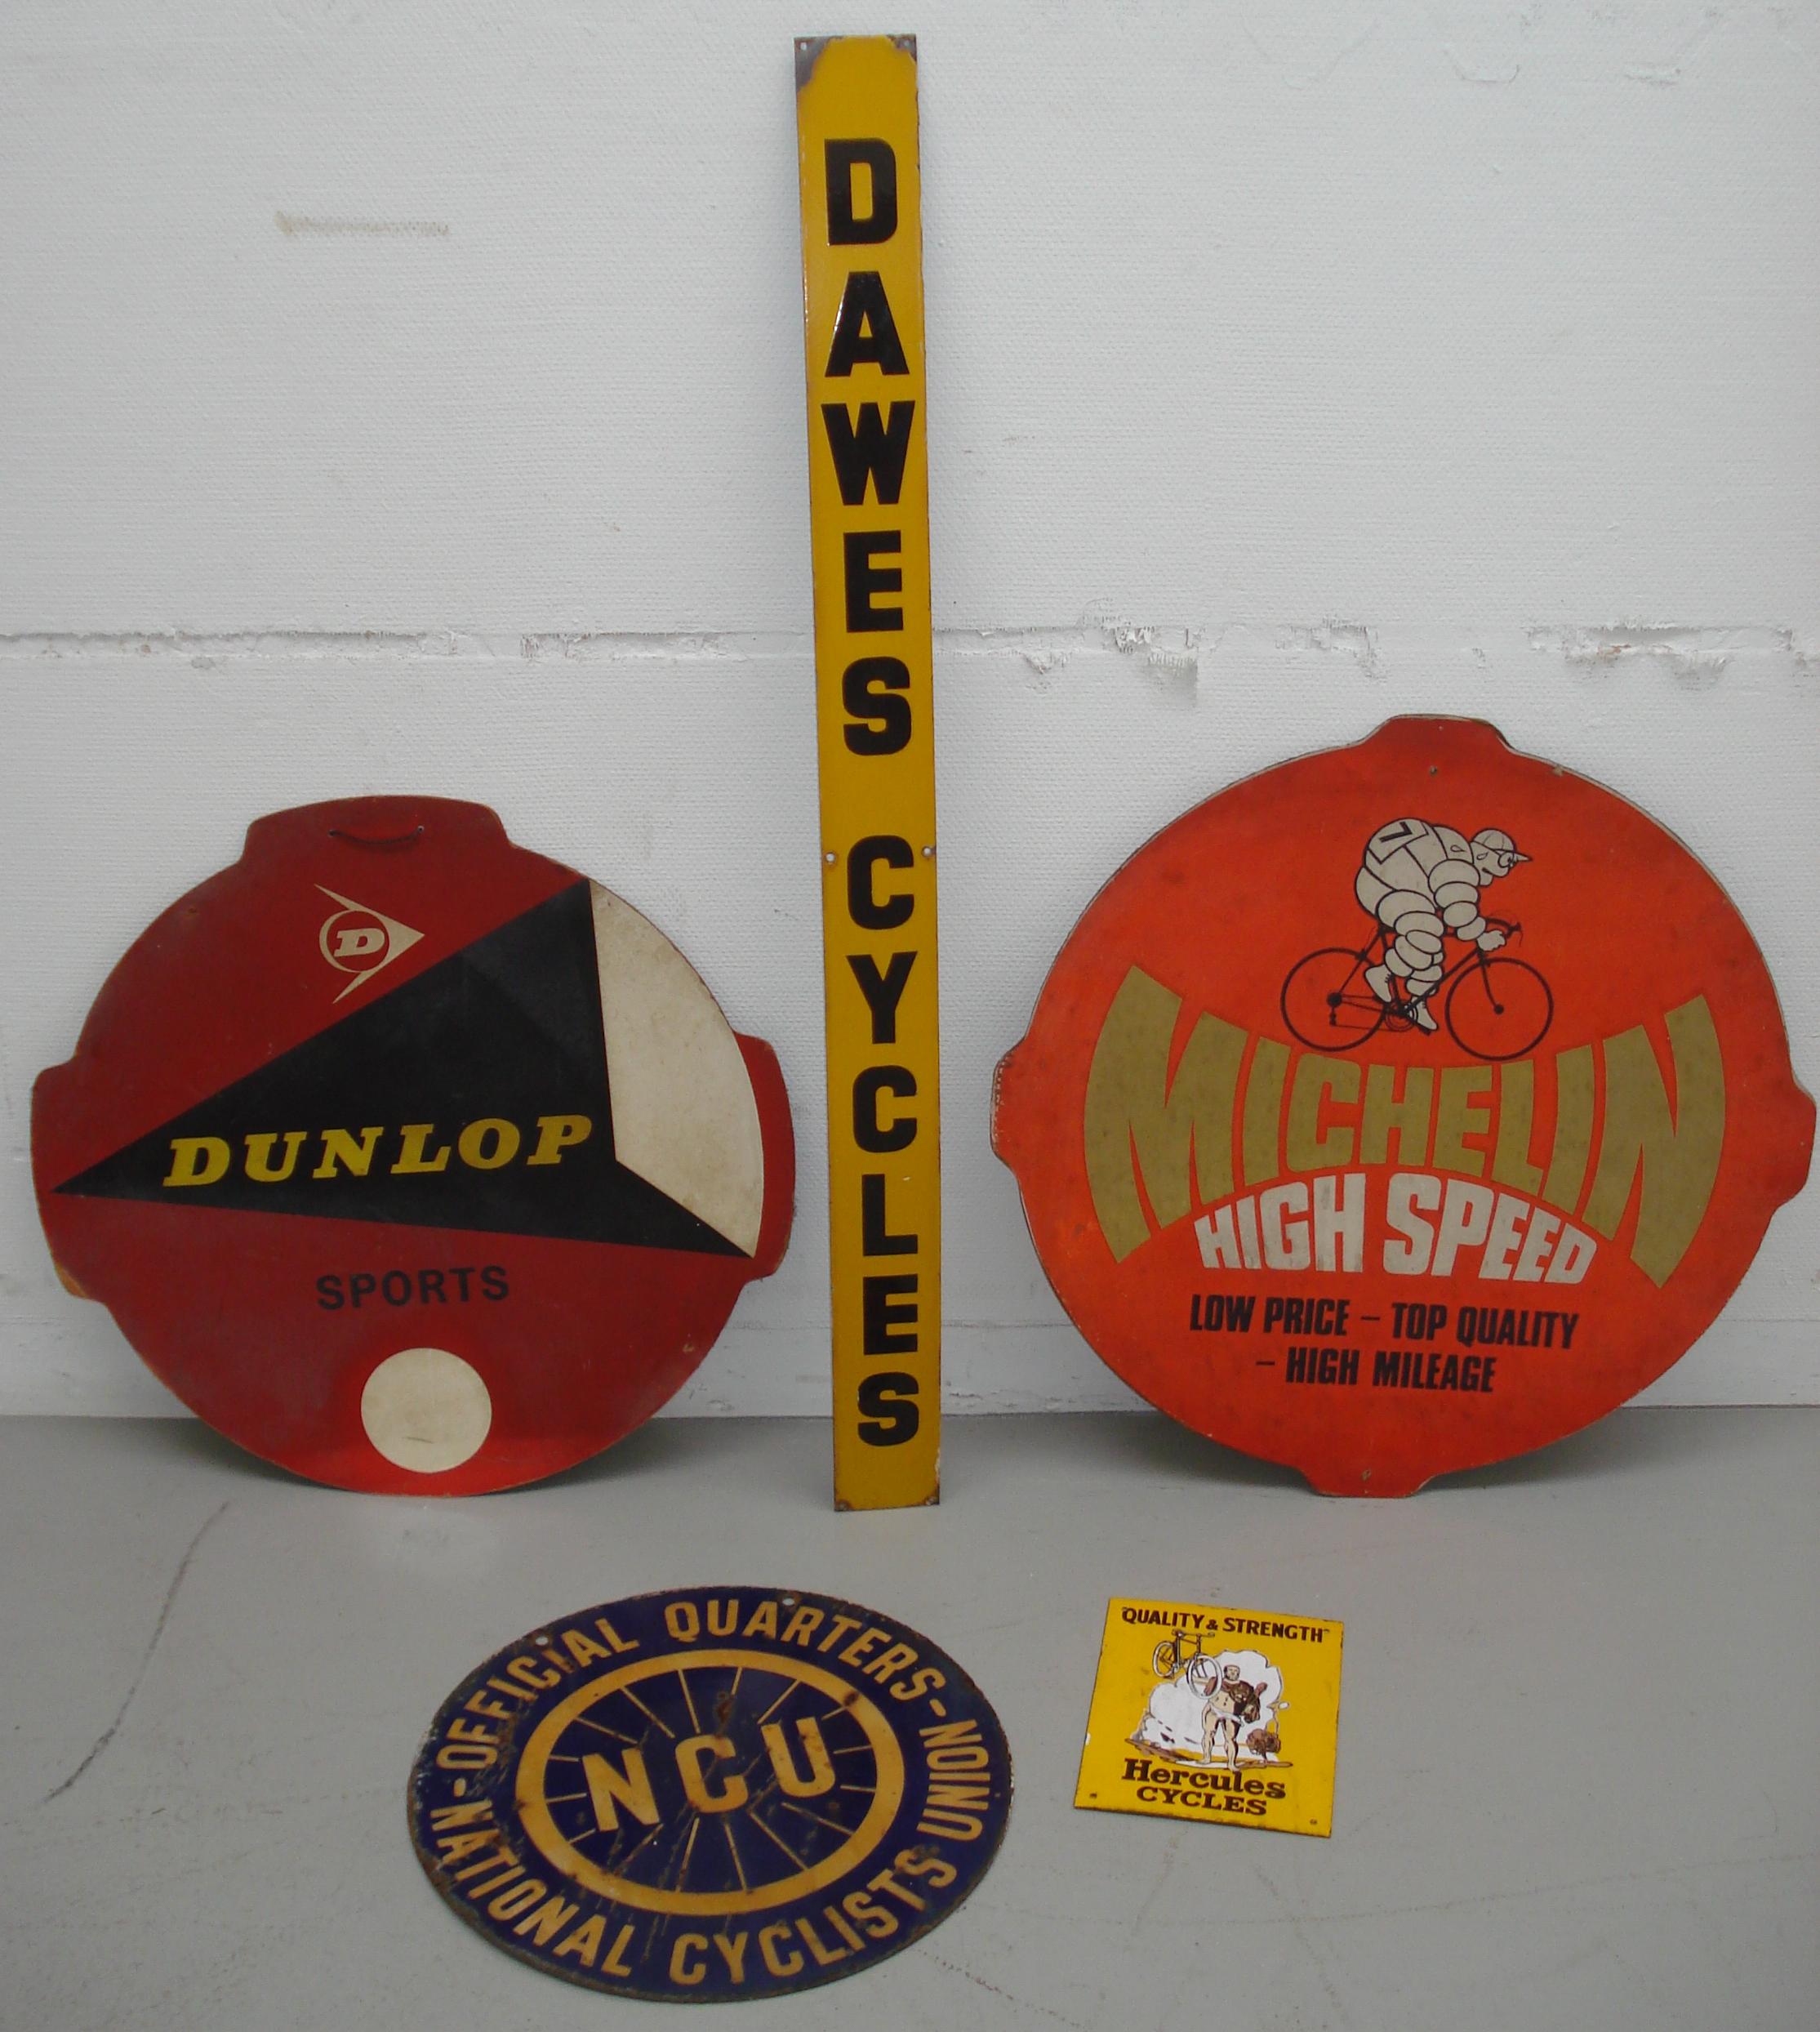 DAWES CYCLES
D
DUNLOP
SPORTS
7
MICHELIN
HIGH SPEED
LOW PRICE - TOP QUALITY
- HIGH MILEAGE
-OFFICIAL QUARTERS-
NATIONAL CYCLISTS UNION
NCU
"QUALITY & STRENGTH"
Hercules
CYCLES